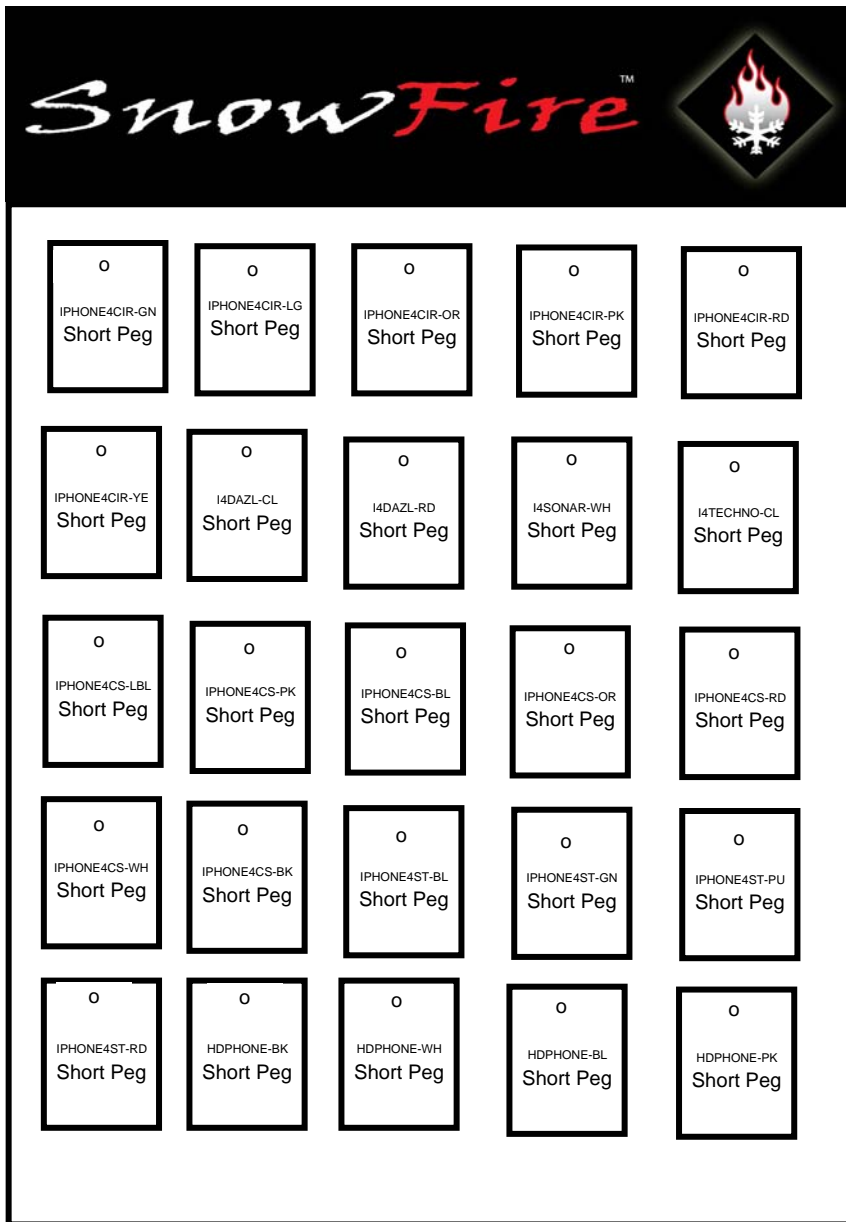 SnowFire™
o
IPHONE4CIR-GN
Short Peg
o
IPHONE4CIR-LG
Short Peg
o
IPHONE4CIR-OR
Short Peg
o
IPHONE4CIR-PK
Short Peg
o
IPHONE4CIR-RD
Short Peg
o
IPHONE4CIR-YE
Short Peg
o
I4DAZL-CL
Short Peg
o
I4DAZL-RD
Short Peg
o
I4SONAR-WH
Short Peg
o
I4TECHNO-CL
Short Peg
o
IPHONE4CS-LBL
Short Peg
o
IPHONE4CS-PK
Short Peg
o
IPHONE4CS-BL
Short Peg
o
IPHONE4CS-OR
Short Peg
o
IPHONE4CS-RD
Short Peg
o
IPHONE4CS-WH
Short Peg
o
IPHONE4CS-BK
Short Peg
o
IPHONE4ST-BL
Short Peg
o
IPHONE4ST-GN
Short Peg
o
IPHONE4ST-PU
Short Peg
o
IPHONE4ST-RD
Short Peg
o
HDPHONE-BK
Short Peg
o
HDPHONE-WH
Short Peg
o
HDPHONE-BL
Short Peg
o
HDPHONE-PK
Short Peg